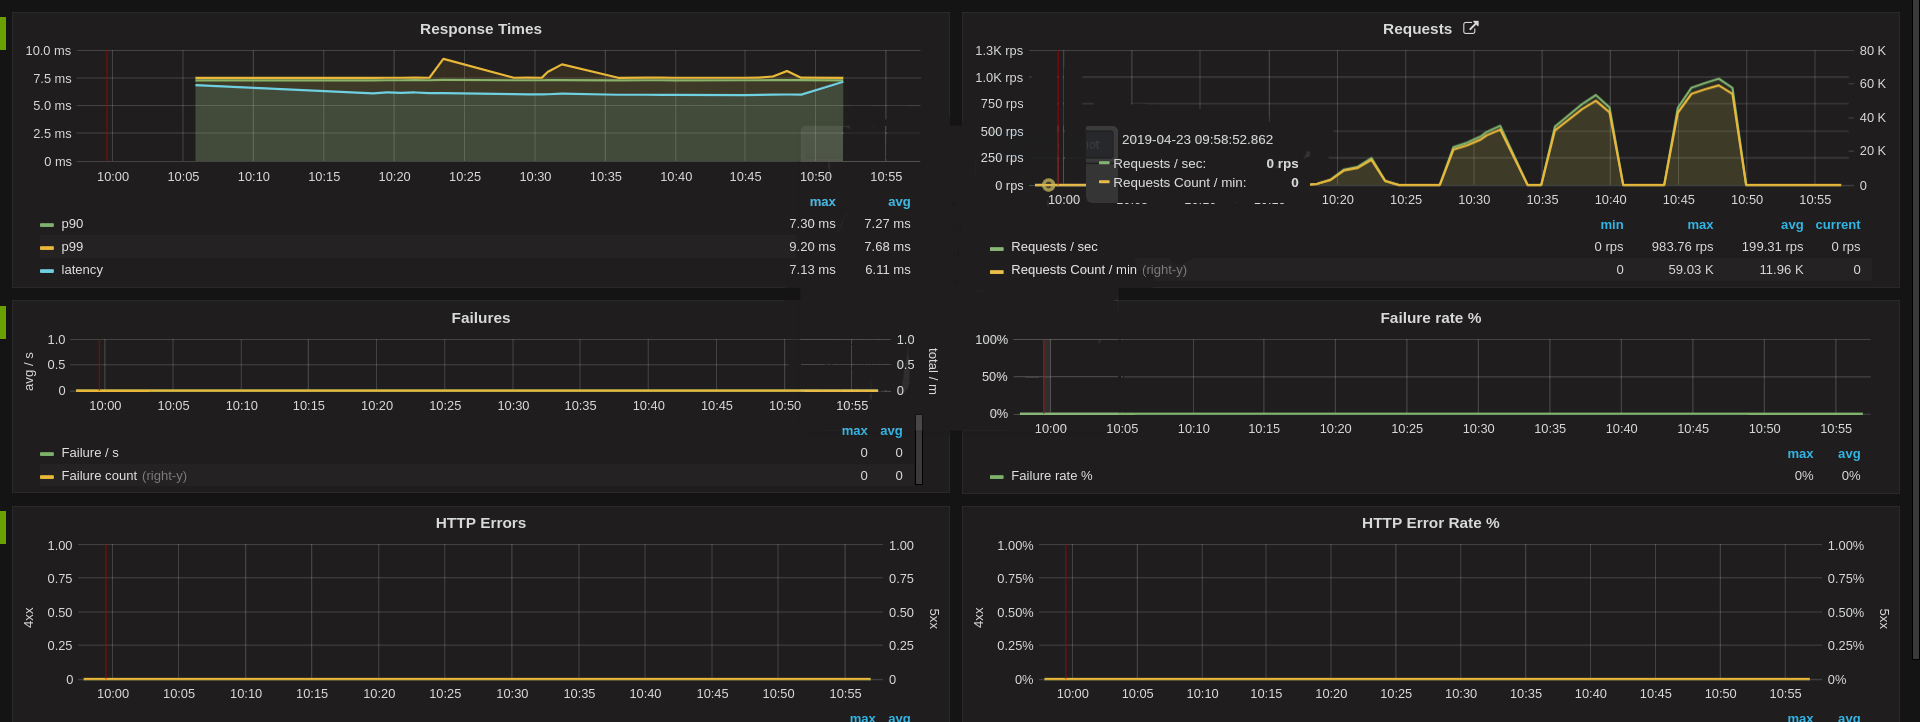 Response Times
10.0 ms
7.5 ms
5.0 ms
2.5 ms
0 ms
10:00 10:05 10:10 10:15 10:20 10:25 10:30 10:35 10:40 10:45 10:50 10:55
max avg
p90 7.30 ms 7.27 ms
p99 9.20 ms 7.68 ms
latency 7.13 ms 6.11 ms
Requests
1.3K rps 80 K
1.0K rps 60 K
750 rps 40 K
500 rps
250 rps 20 K
0 rps 0
2019-04-23 09:58:52.862
Requests / sec: 0 rps
Requests Count / min: 0
10:00 10:20 10:25 10:30 10:35 10:40 10:45 10:50 10:55
min max avg current
Requests / sec 0 rps 983.76 rps 199.31 rps 0 rps
Requests Count / min (right-y) 0 59.03 K 11.96 K 0
Failures
avg / s
1.0 1.0
0.5 0.5
0 0
total / m
10:00 10:05 10:10 10:15 10:20 10:25 10:30 10:35 10:40 10:45 10:50 10:55
max avg
Failure / s 0 0
Failure count (right-y) 0 0
Failure rate %
100%
50%
0%
10:00 10:05 10:10 10:15 10:20 10:25 10:30 10:35 10:40 10:45 10:50 10:55
max avg
Failure rate % 0% 0%
HTTP Errors
4xx
1.00 1.00
0.75 0.75
0.50 0.50
0.25 0.25
0 0
5xx
10:00 10:05 10:10 10:15 10:20 10:25 10:30 10:35 10:40 10:45 10:50 10:55
max avg
HTTP Error Rate %
4xx
1.00% 1.00%
0.75% 0.75%
0.50% 0.50%
0.25% 0.25%
0% 0%
5xx
10:00 10:05 10:10 10:15 10:20 10:25 10:30 10:35 10:40 10:45 10:50 10:55
max avg